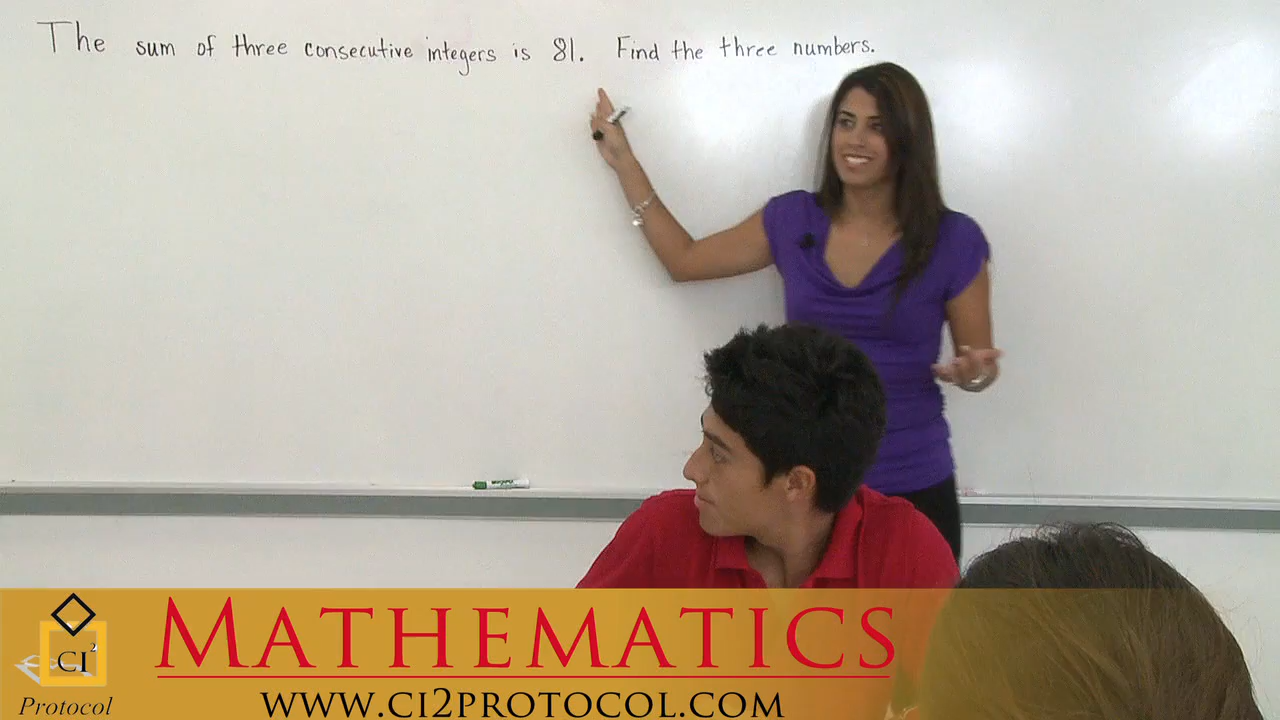 The sum of three consecutive integers is 81. Find the three numbers.
MATHEMATICS
CI²
Protocol
WWW.CI2PROTOCOL.COM